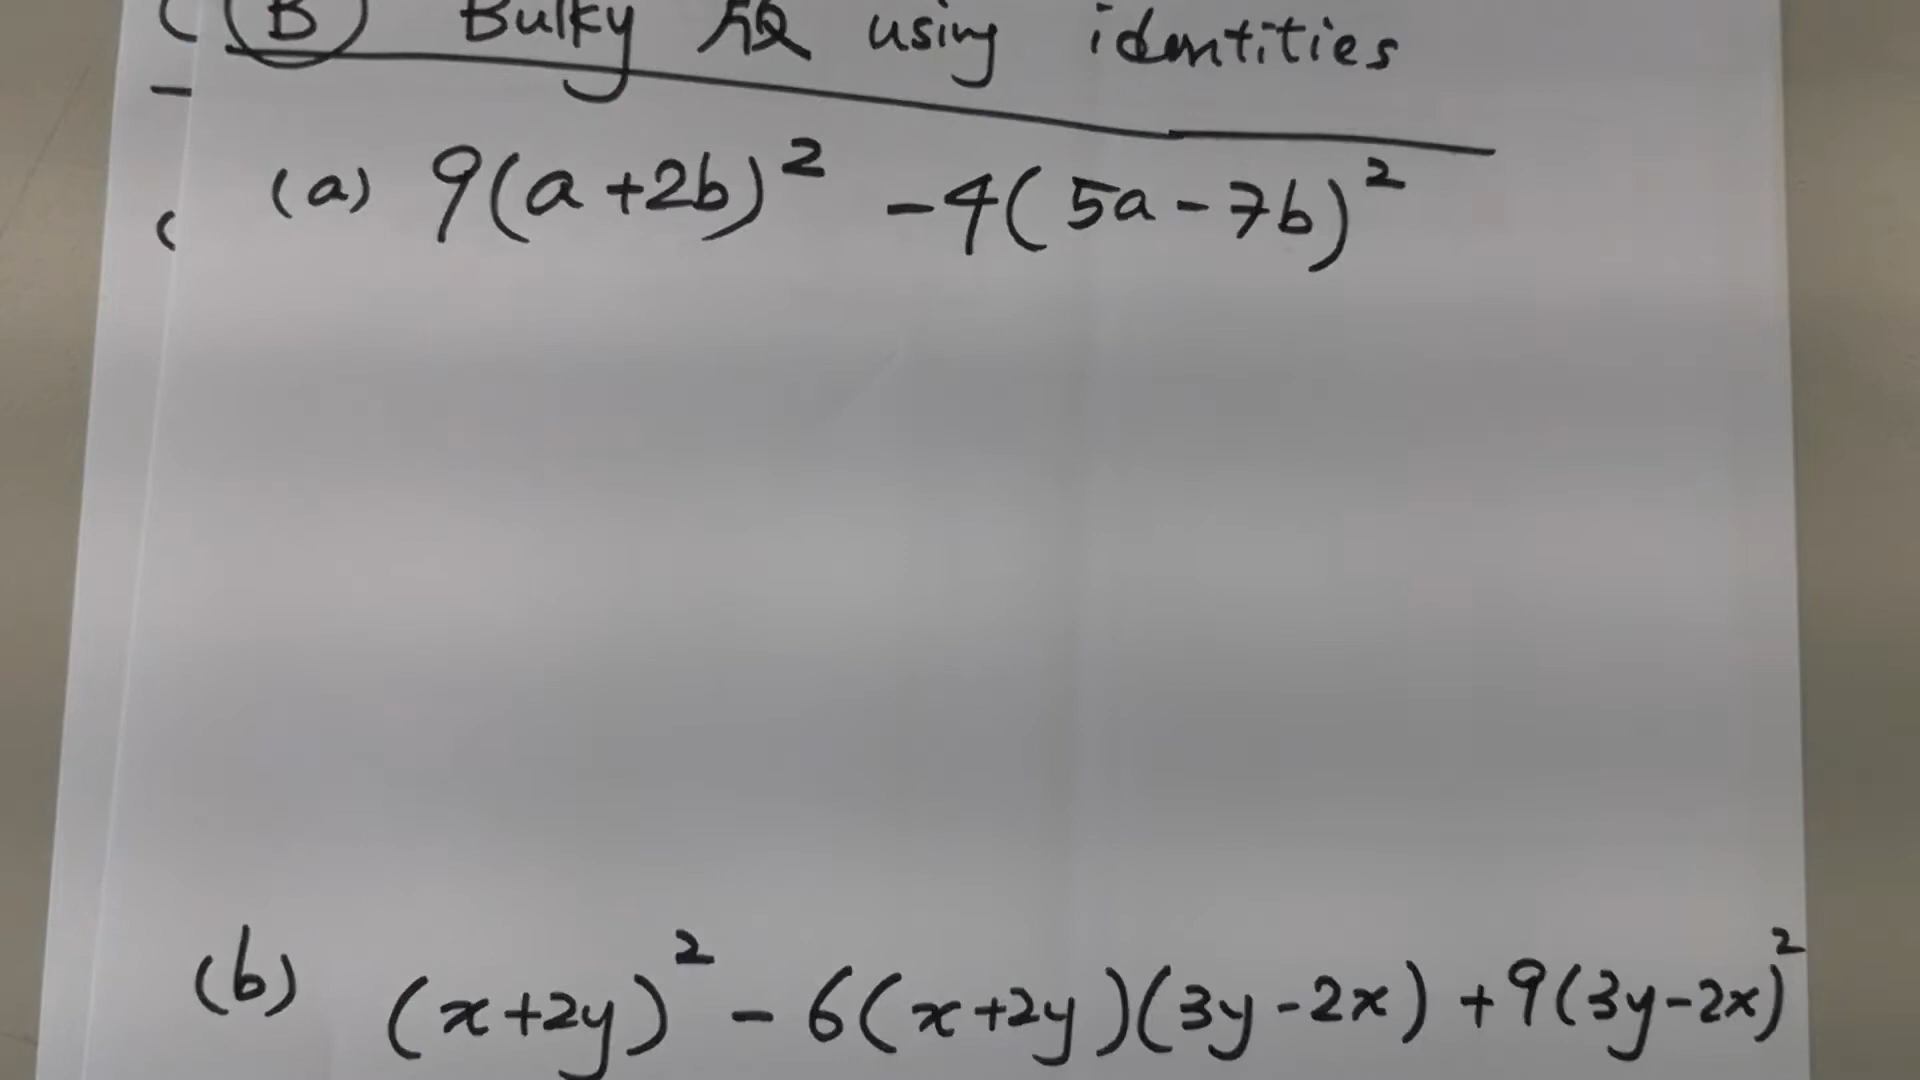 (B) Bulky 版 using identities
(a) 9(a+2b)² -4(5a-7b)²
(b) (x+2y)² - 6(x+2y)(3y-2x) +9(3y-2x)²